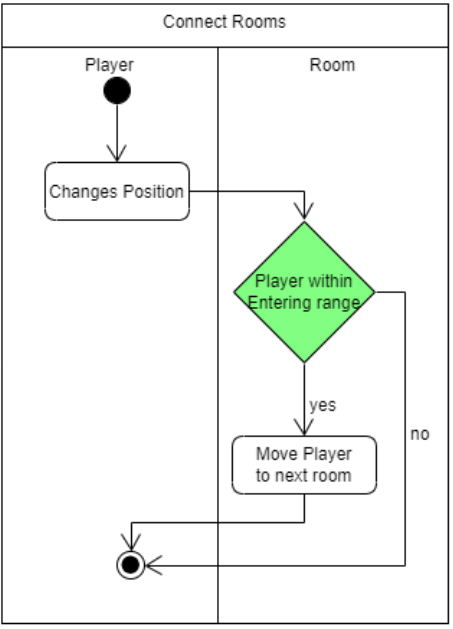 Connect Rooms
Player
Room
Changes Position
Player within
Entering range
yes
no
Move Player
to next room